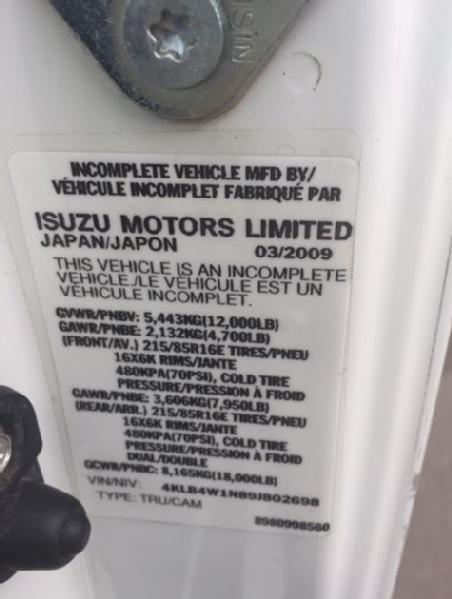 INCOMPLETE VEHICLE MFD BY/
VÉHICULE INCOMPLET FABRIQUÉ PAR
ISUZU MOTORS LIMITED
JAPAN/JAPON 03/2009
THIS VEHICLE IS AN INCOMPLETE
VEHICLE./LE VÉHICULE EST UN
VÉHICULE INCOMPLET.
GVWR/PNBV: 5,443KG(12,000LB)
GAWR/PNBE: 2,132KG(4,700LB)
(FRONT/AV.) 215/85R16E TIRES/PNEU
16X6K RIMS/JANTE
480KPA(70PSI), COLD TIRE
PRESSURE/PRESSION À FROID
GAWR/PNBE: 3,606KG(7,950LB)
(REAR/ARR.) 215/85R16E TIRES/PNEU
16X6K RIMS/JANTE
480KPA(70PSI), COLD TIRE
PRESSURE/PRESSION À FROID
DUAL/DOUBLE
GCWR/PNBC: 8,165KG(18,000LB)
VIN/NIV: 4KLB4W1N89J802698
TYPE: TRU/CAM
8980998560